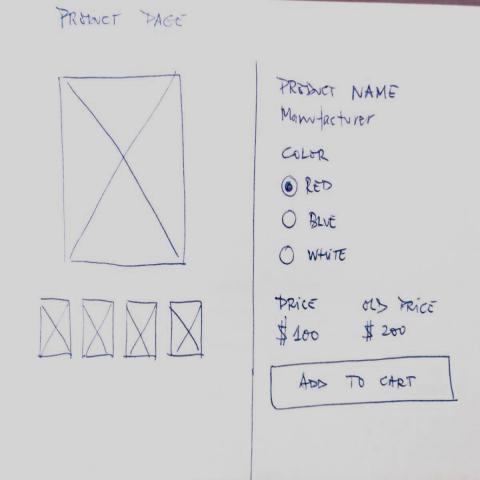 PRODUCT PAGE
PRODUCT NAME
Manufacturer
COLOR
RED
BLUE
WHITE
PRICE OLD PRICE
$100 $200
ADD TO CART